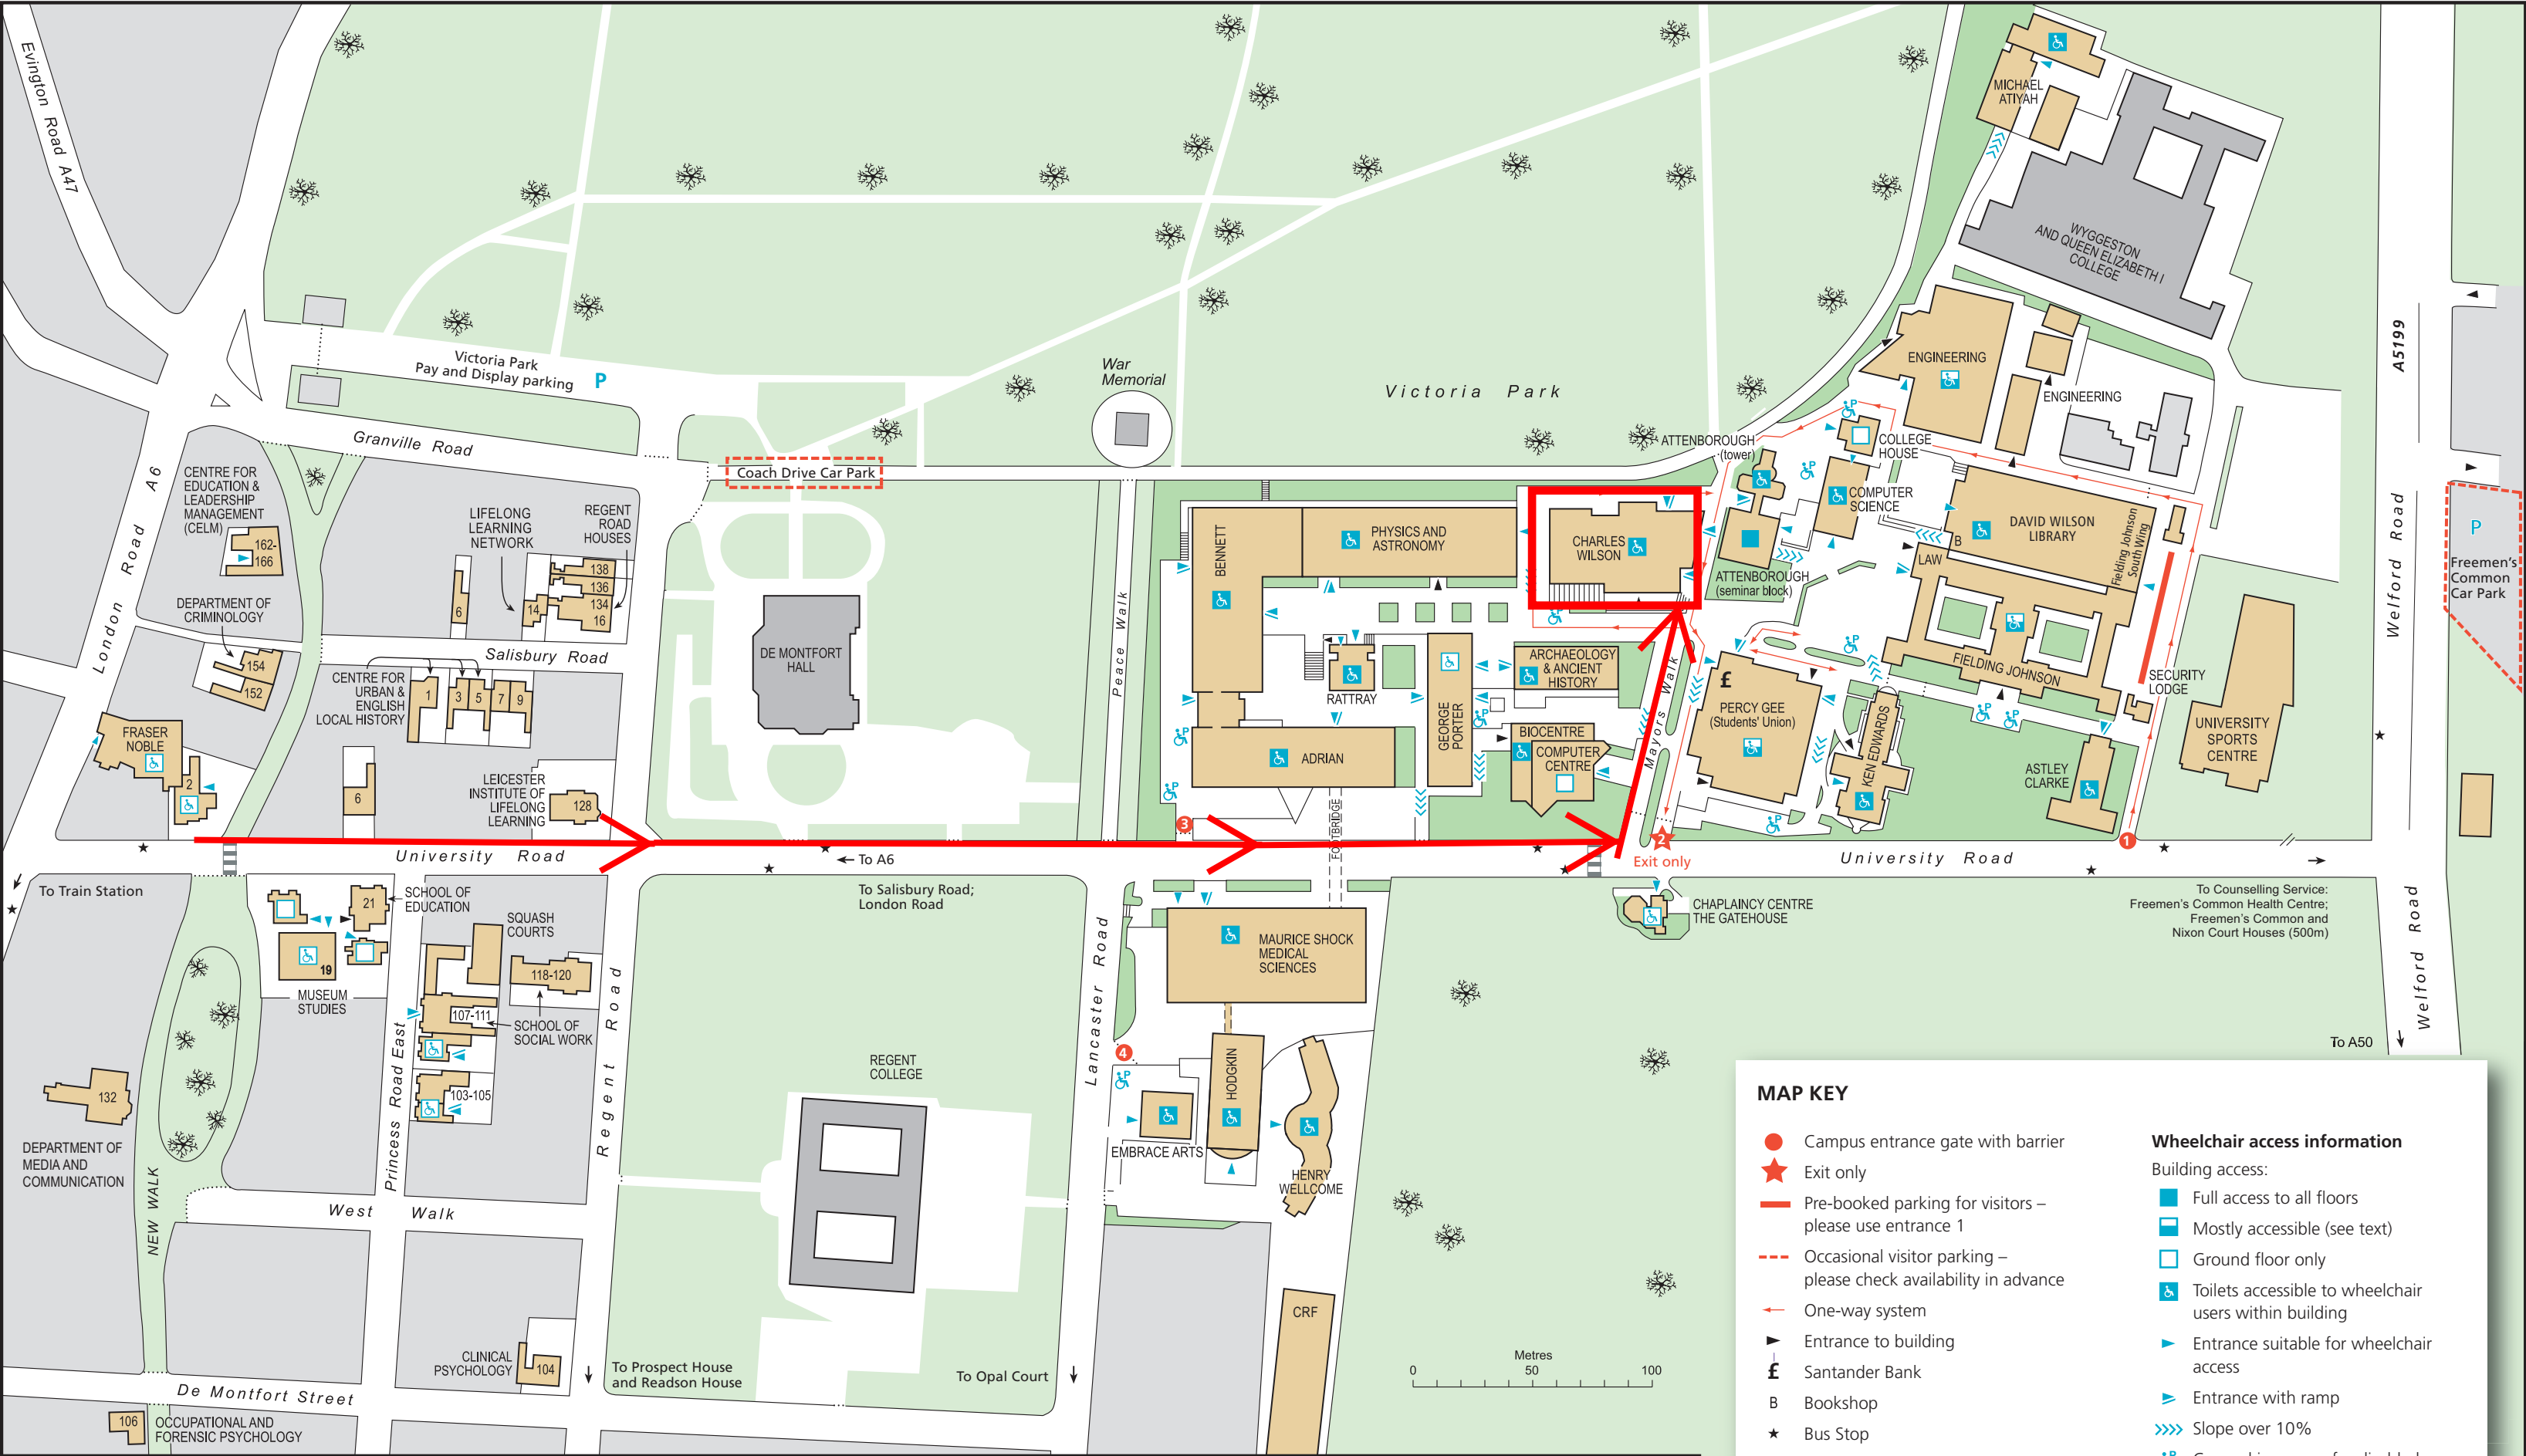 Evington Road A47
MICHAEL
ATIYAH
WYGGESTON
AND QUEEN ELIZABETH I
COLLEGE
A5199
Victoria Park
Pay and Display parking
P
War
Memorial
Victoria Park
ENGINEERING
ENGINEERING
Granville Road
London Road A6
Coach Drive Car Park
ATTENBOROUGH
(tower)
COLLEGE
HOUSE
COMPUTER
SCIENCE
CENTRE FOR
EDUCATION &
LEADERSHIP
MANAGEMENT
(CELM)
162-
166
LIFELONG
LEARNING
NETWORK
REGENT
ROAD
HOUSES
138
136
134
16
14
6
BENNETT
PHYSICS AND
ASTRONOMY
CHARLES
WILSON
ATTENBOROUGH
(seminar block)
DAVID WILSON
LIBRARY
B
LAW
Fielding Johnson
South Wing
P
Freemen's
Common
Car Park
Welford Road
DEPARTMENT OF
CRIMINOLOGY
154
152
Salisbury Road
CENTRE FOR
URBAN &
ENGLISH
LOCAL HISTORY
1
3
5
7
9
DE MONTFORT
HALL
Peace Walk
RATTRAY
GEORGE
PORTER
ARCHAEOLOGY
& ANCIENT
HISTORY
Mayors Walk
£
PERCY GEE
(Students' Union)
FIELDING JOHNSON
SECURITY
LODGE
KEN EDWARDS
UNIVERSITY
SPORTS
CENTRE
ASTLEY
CLARKE
FRASER
NOBLE
2
6
LEICESTER
INSTITUTE OF
LIFELONG
LEARNING
128
ADRIAN
BIOCENTRE
COMPUTER
CENTRE
3
FOOTBRIDGE
2
Exit only
1
University Road
To A6
University Road
To Train Station
To Salisbury Road;
London Road
SCHOOL OF
EDUCATION
21
19
MUSEUM
STUDIES
SQUASH
COURTS
118-120
107-111
SCHOOL OF
SOCIAL WORK
103-105
Princess Road East
Regent Road
Lancaster Road
MAURICE SHOCK
MEDICAL
SCIENCES
CHAPLAINCY CENTRE
THE GATEHOUSE
To Counselling Service:
Freemen's Common Health Centre;
Freemen's Common and
Nixon Court Houses (500m)
Welford Road
To A50
132
DEPARTMENT OF
MEDIA AND
COMMUNICATION
NEW WALK
West Walk
REGENT
COLLEGE
4
EMBRACE ARTS
HODGKIN
HENRY
WELLCOME
CRF
CLINICAL
PSYCHOLOGY
104
To Prospect House
and Readson House
To Opal Court
De Montfort Street
106
OCCUPATIONAL AND
FORENSIC PSYCHOLOGY
Metres
0 50 100
MAP KEY
Campus entrance gate with barrier
Exit only
Pre-booked parking for visitors –
please use entrance 1
Occasional visitor parking –
please check availability in advance
One-way system
Entrance to building
£ Santander Bank
B Bookshop
Bus Stop
Wheelchair access information
Building access:
Full access to all floors
Mostly accessible (see text)
Ground floor only
Toilets accessible to wheelchair
users within building
Entrance suitable for wheelchair
access
Entrance with ramp
Slope over 10%